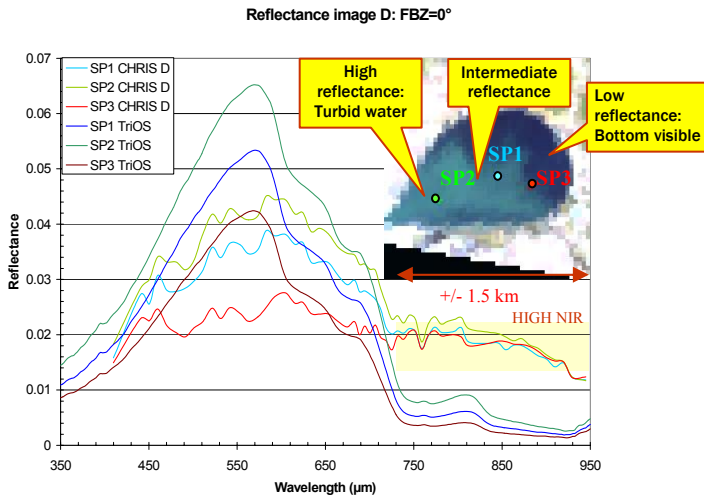 Reflectance image D: FBZ=0°
0.07
0.06
0.05
0.04
0.03
0.02
0.01
0
Reflectance
SP1 CHRIS D
SP2 CHRIS D
SP3 CHRIS D
SP1 TriOS
SP2 TriOS
SP3 TriOS
High
reflectance:
Turbid water
Intermediate
reflectance
Low
reflectance:
Bottom visible
SP1
SP2
SP3
+/- 1.5 km
HIGH NIR
350
450
550
650
750
850
950
Wavelength (µm)